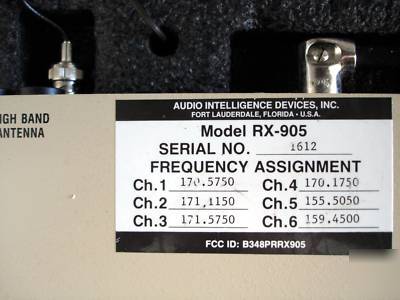 HIGH BAND
ANTENNA
AUDIO INTELLIGENCE DEVICES, INC.
FORT LAUDERDALE, FLORIDA - U.S.A.
Model RX-905
SERIAL NO. 1612
FREQUENCY ASSIGNMENT
Ch.1 170.5750 Ch.4 170.1750
Ch.2 171.1150 Ch.5 155.5050
Ch.3 171.5750 Ch.6 159.4500
FCC ID: B348PRRX905